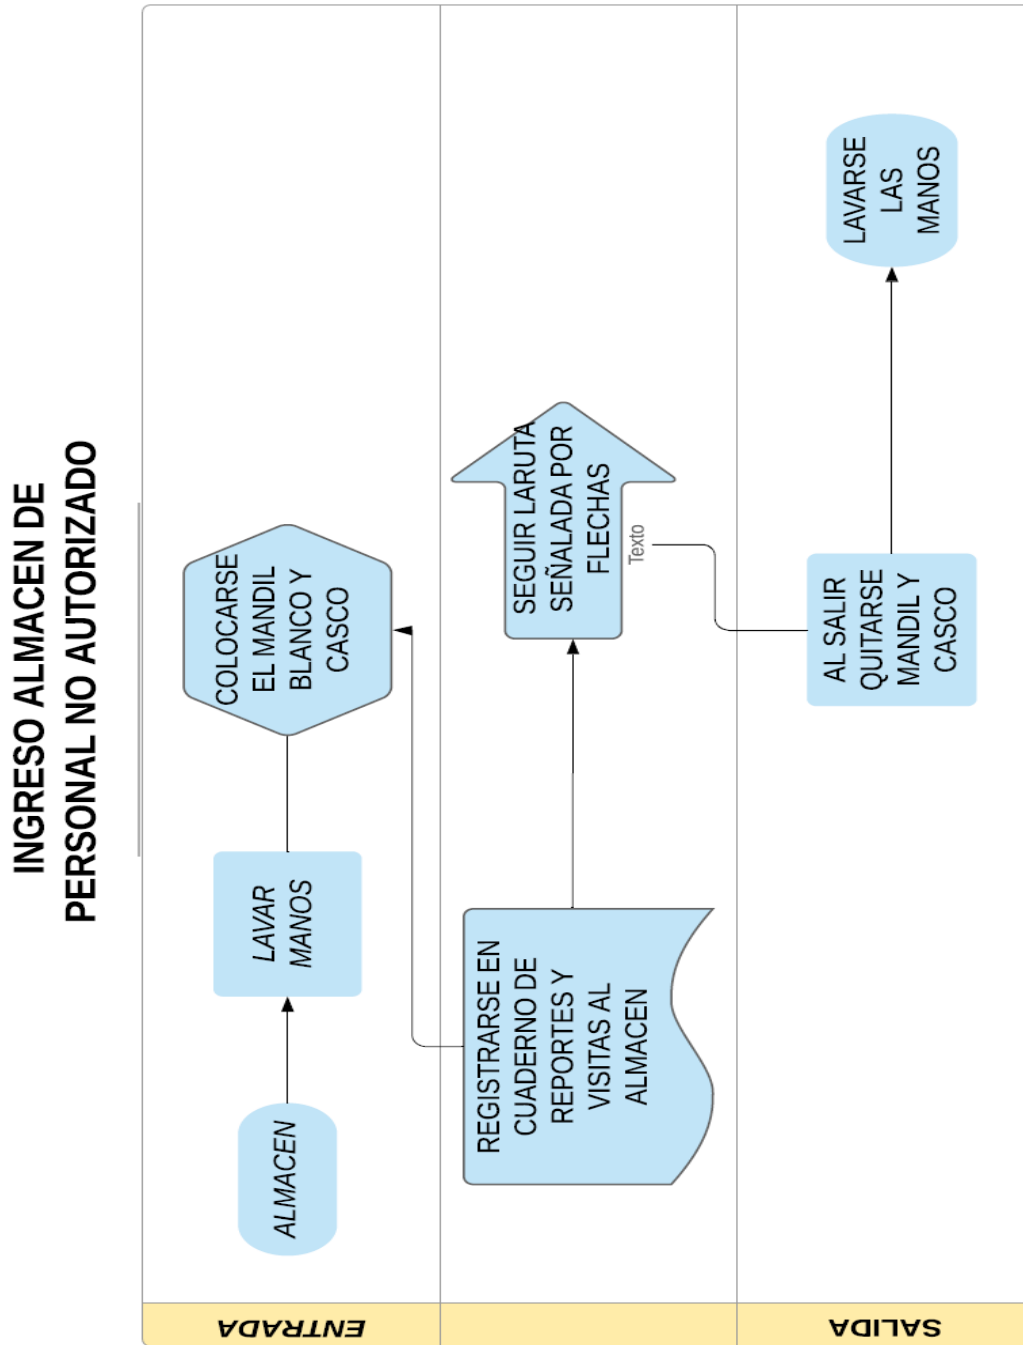 INGRESO ALMACEN DE
PERSONAL NO AUTORIZADO
ENTRADA
ALMACEN
LAVAR
MANOS
COLOCARSE
EL MANDIL
BLANCO Y
CASCO
REGISTRARSE EN
CUADERNO DE
REPORTES Y
VISITAS AL
ALMACEN
SEGUIR LARUTA
SEÑALADA POR
FLECHAS
Texto
SALIDA
AL SALIR
QUITARSE
MANDIL Y
CASCO
LAVARSE
LAS
MANOS